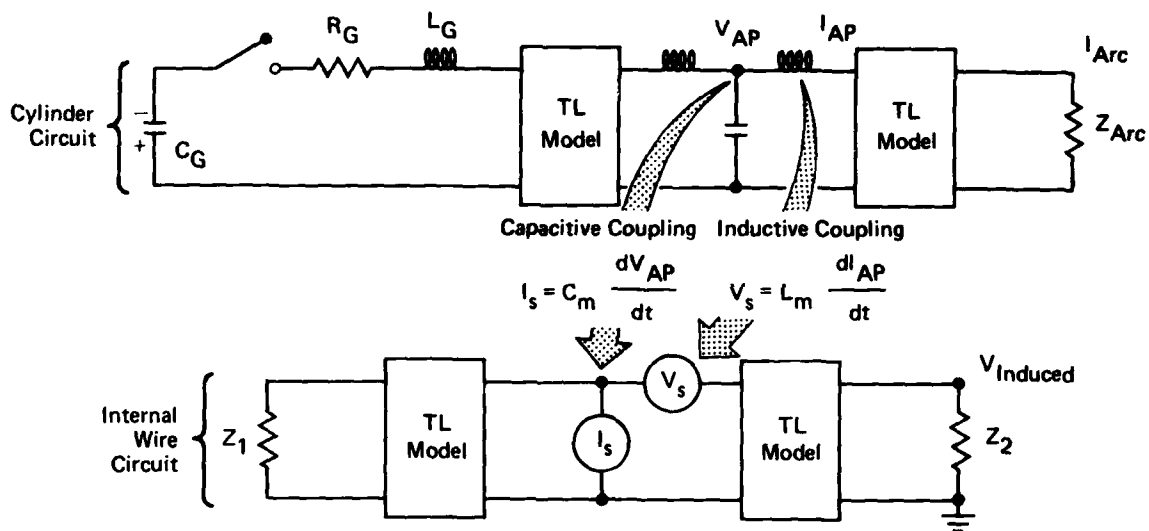 R_G
L_G
V_AP
I_AP
I_Arc
Cylinder
Circuit
−
+
C_G
TL
Model
TL
Model
Z_Arc
Capacitive Coupling
Inductive Coupling
I_s = C_m dV_AP/dt
V_s = L_m dI_AP/dt
Internal
Wire
Circuit
Z_1
TL
Model
I_s
V_s
TL
Model
V_Induced
Z_2